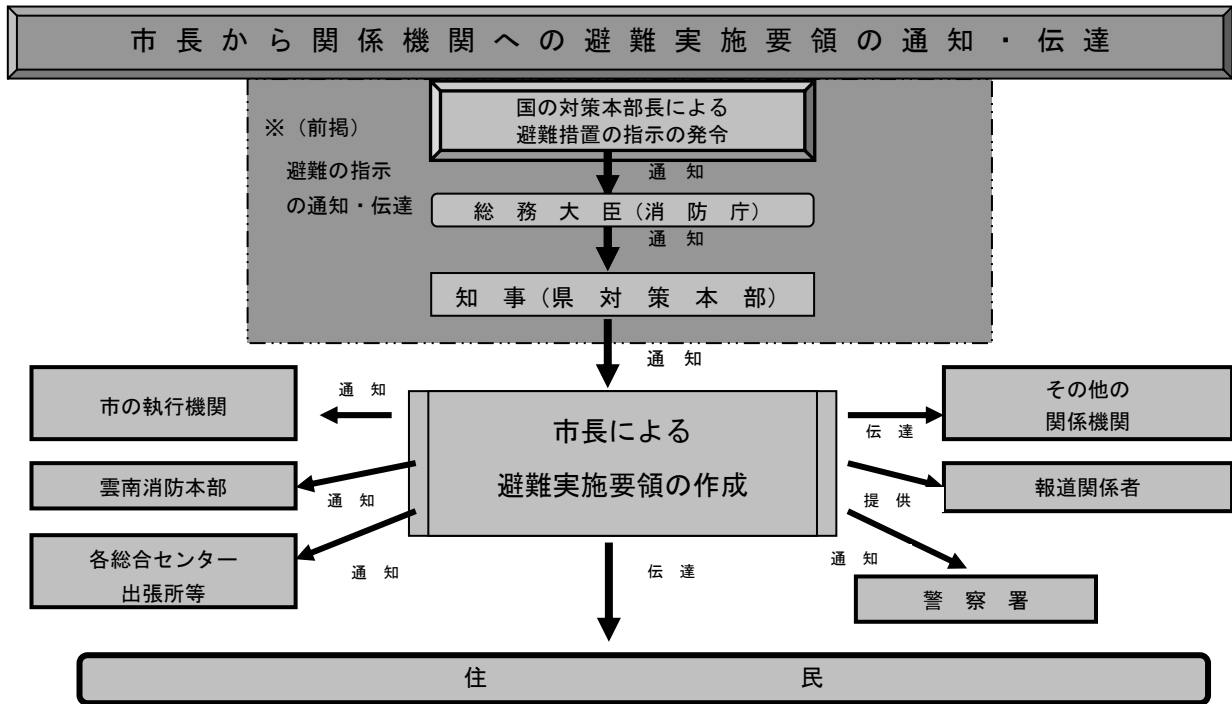 市長から関係機関への避難実施要領の通知・伝達
国の対策本部長による
避難措置の指示の発令
※（前掲）
避難の指示
の通知・伝達
通 知
総 務 大 臣（消 防 庁）
通 知
知 事（県 対 策 本 部）
通 知
市の執行機関
通 知
市長による
避難実施要領の作成
伝 達
その他の
関係機関
雲南消防本部
通 知
提 供
報道関係者
各総合センター
出張所等
通 知
伝 達
通 知
警 察 署
住 民